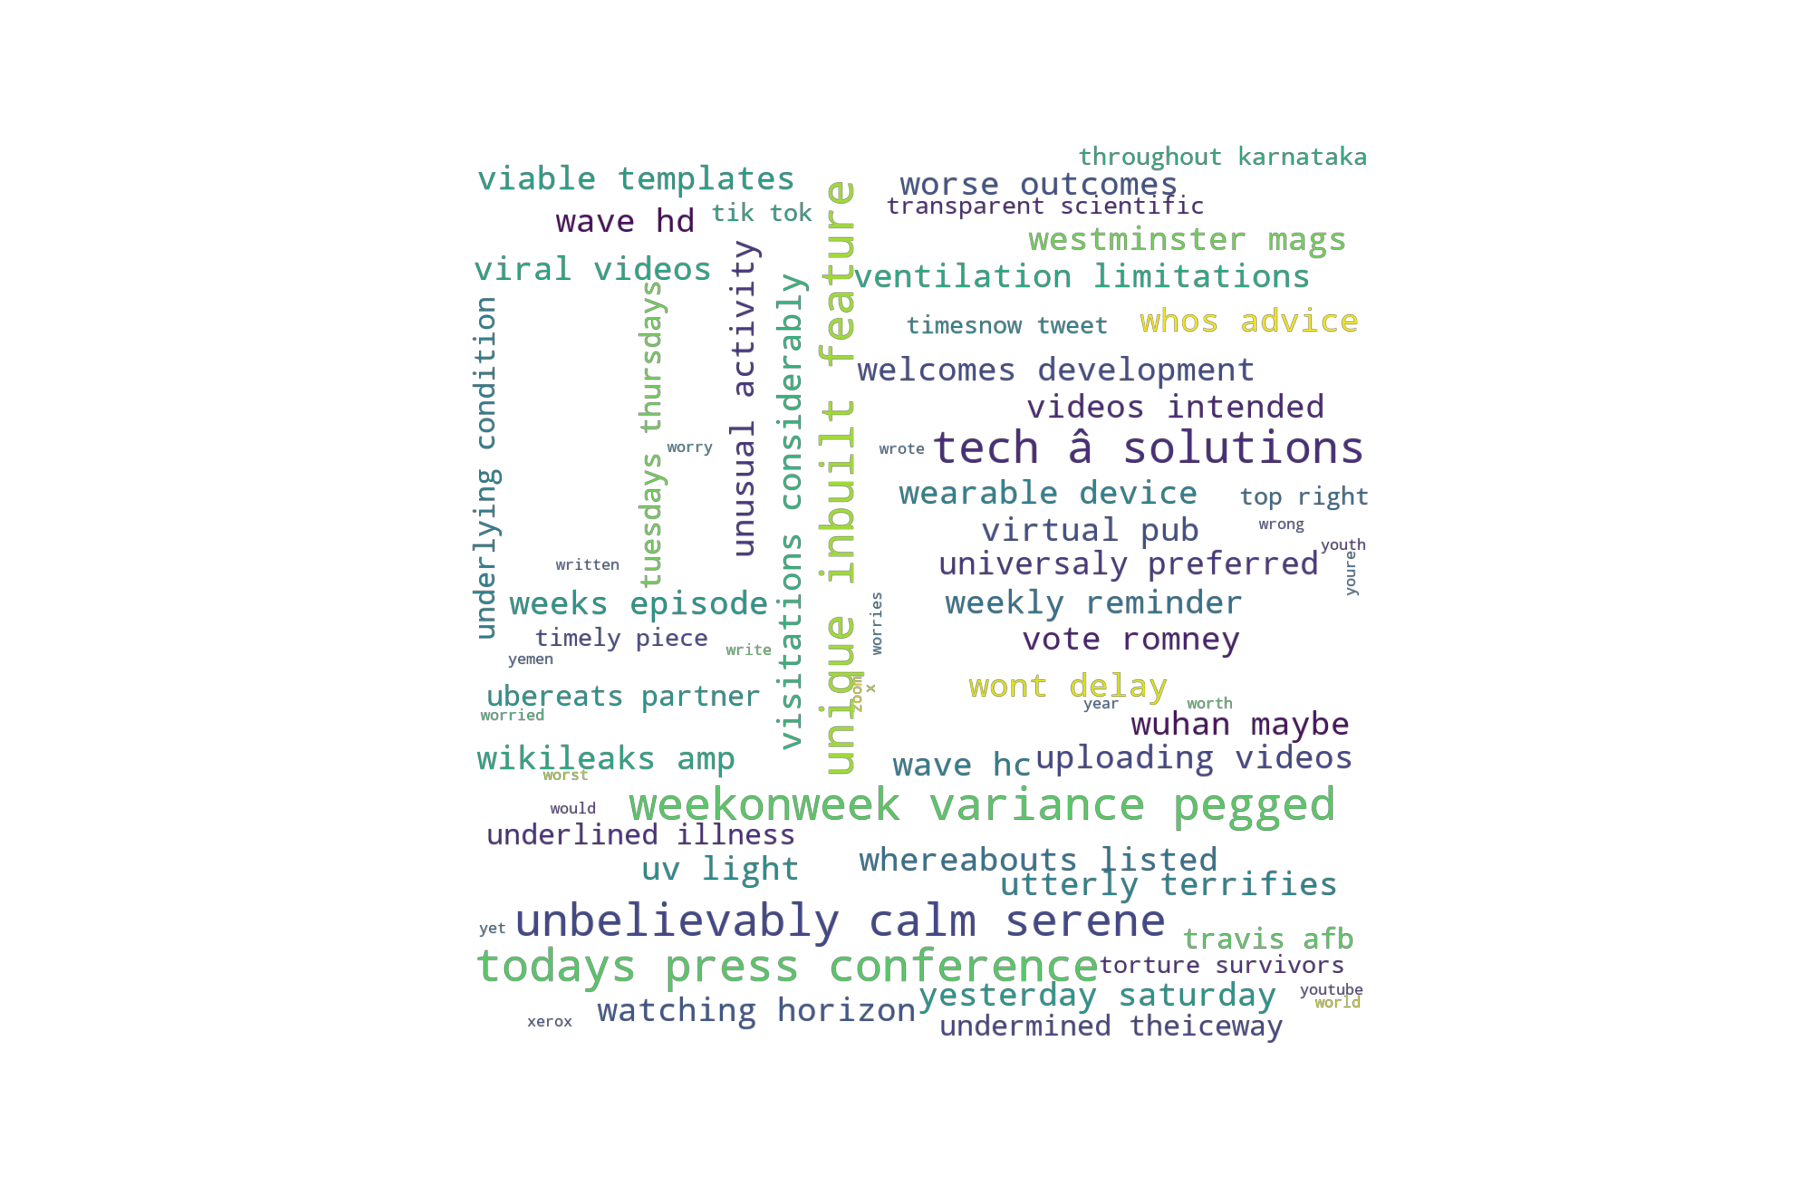 throughout karnataka
viable templates
worse outcomes
transparent scientific
wave hd
tik tok
westminster mags
viral videos
ventilation limitations
unique inbuilt feature
unusual activity
visitations considerably
tuesdays thursdays
underlying condition
timesnow tweet
whos advice
welcomes development
videos intended
worry
wrote
tech â solutions
wearable device
top right
wrong
virtual pub
youth
written
universaly preferred
youre
weeks episode
worries
weekly reminder
timely piece
vote romney
write
yemen
zoom
x
wont delay
ubereats partner
year
worth
worried
wuhan maybe
wikileaks amp
wave hc
uploading videos
worst
would
weekonweek variance pegged
underlined illness
uv light
whereabouts listed
utterly terrifies
yet
unbelievably calm serene
travis afb
todays press conference
torture survivors
yesterday saturday
youtube
world
watching horizon
xerox
undermined theiceway